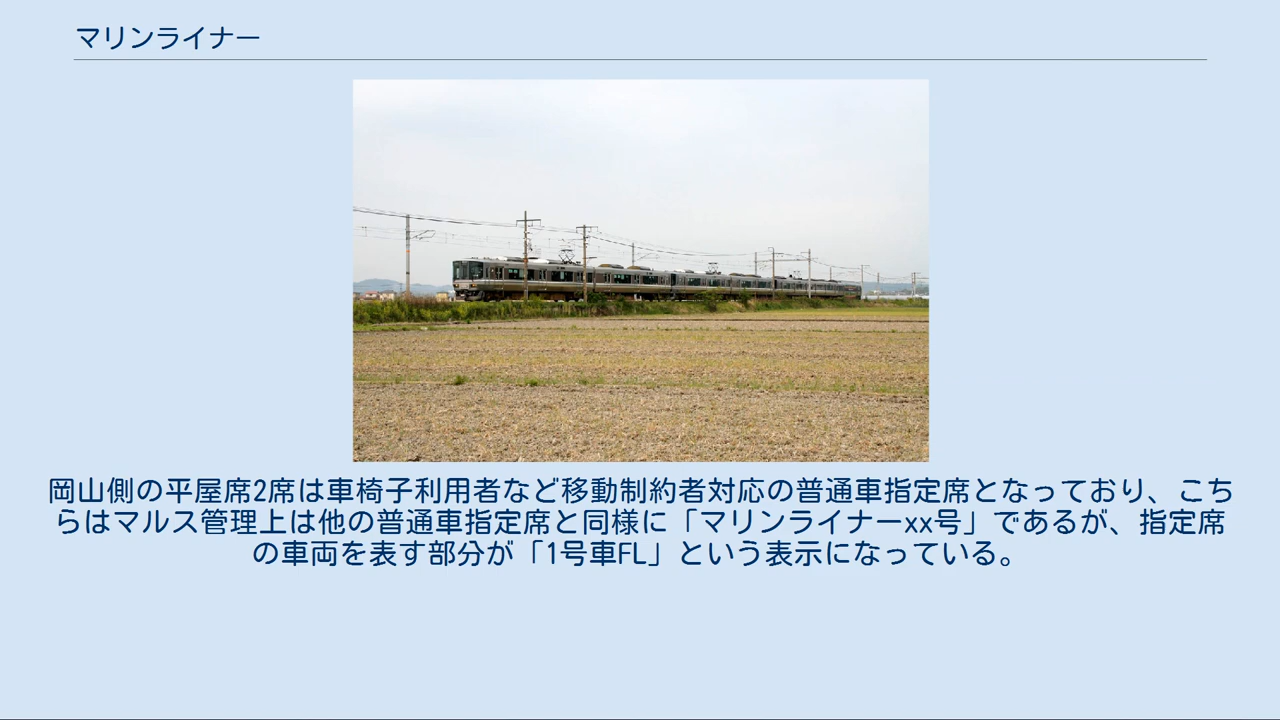 マリンライナー
岡山側の平屋席2席は車椅子利用者など移動制約者対応の普通車指定席となっており、こち
らはマルス管理上は他の普通車指定席と同様に「マリンライナーxx号」であるが、指定席
の車両を表す部分が「1号車FL」という表示になっている。